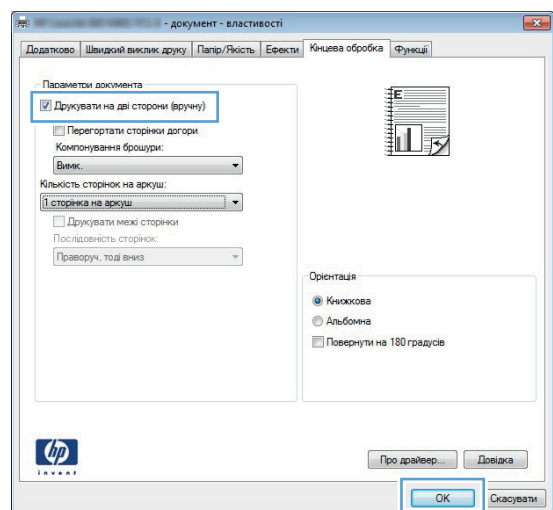 - документ - властивості
Додатково Швидкий виклик друку Папір/Якість Ефекти Кінцева обробка Функції
Параметри документа
Друкувати на дві сторони (вручну)
Перегортати сторінки догори
Компонування брошури:
Вимк.
Кількість сторінок на аркуш:
1 сторінка на аркуш
Друкувати межі сторінки
Послідовність сторінок:
Праворуч, тоді вниз
E
Орієнтація
Книжкова
Альбомна
Повернути на 180 градусів
hp
invent
Про драйвер... Довідка
OK Скасувати